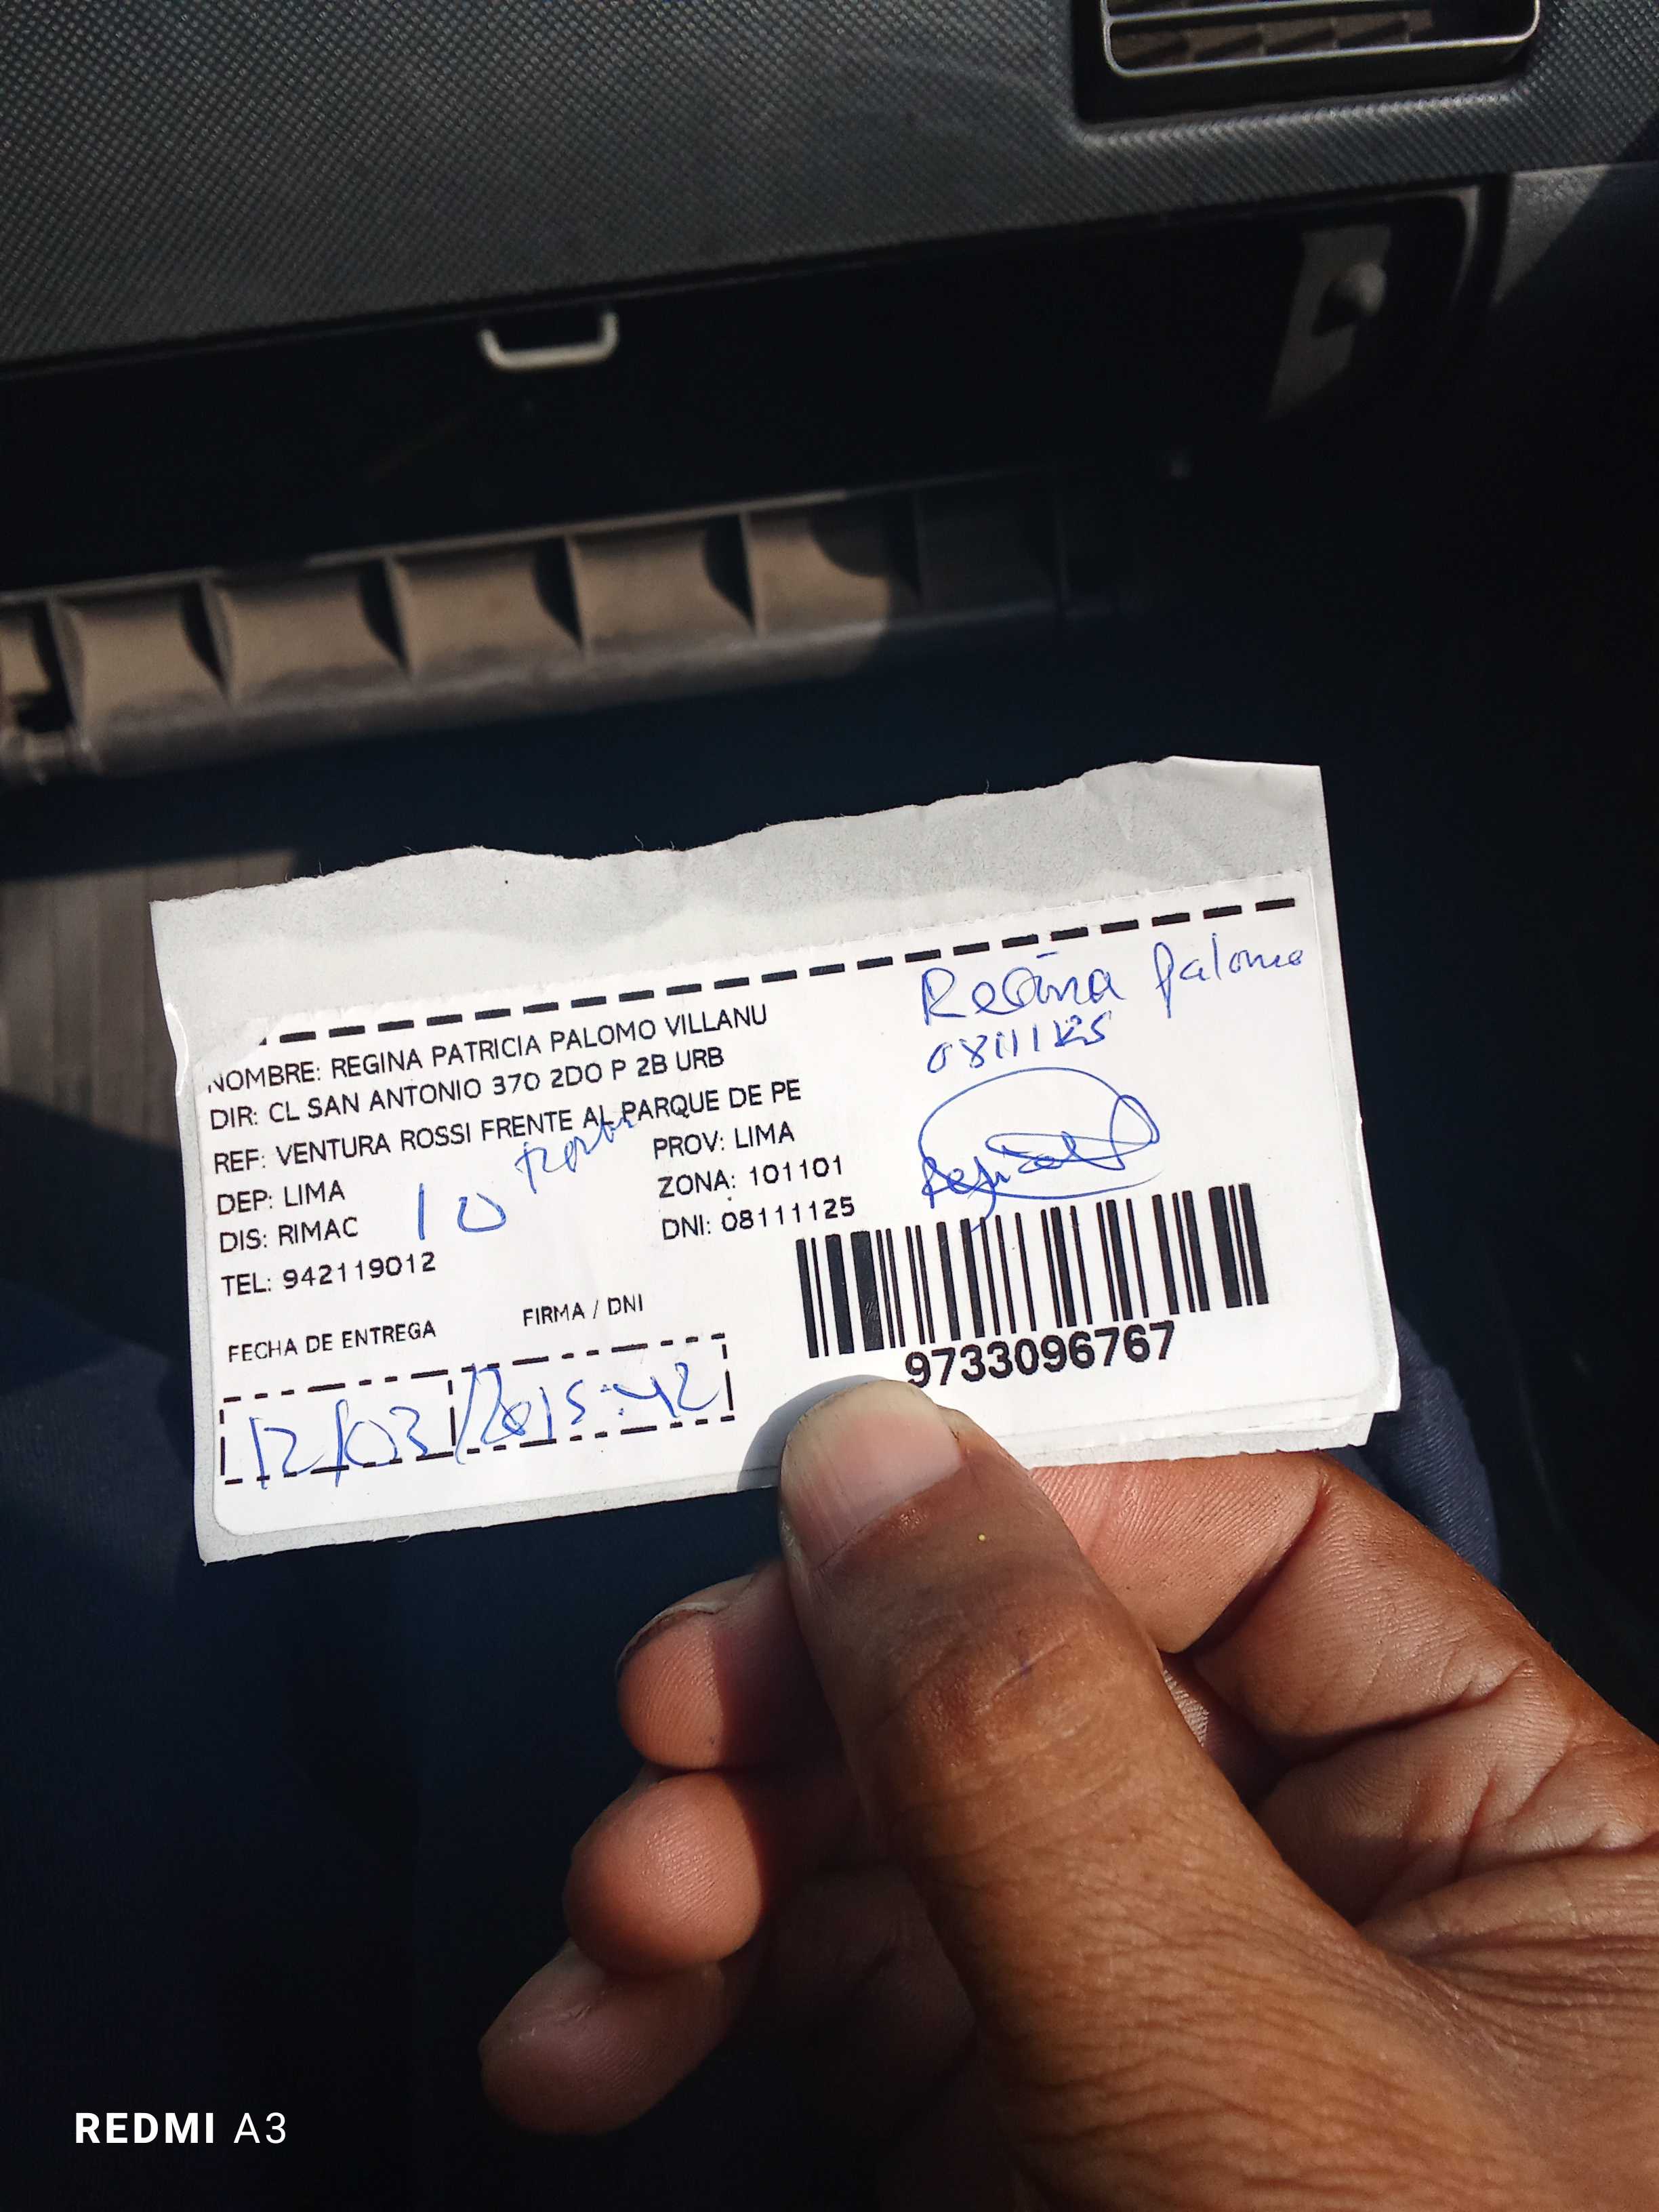 NOMBRE: REGINA PATRICIA PALOMO VILLANU
DIR: CL SAN ANTONIO 370 2DO P 2B URB
REF: VENTURA ROSSI FRENTE AL PARQUE DE PE
DEP: LIMA
PROV: LIMA
DIS: RIMAC
ZONA: 101101
TEL: 942119012
DNI: 08111125
10
Regina Palomo
08111125
FECHA DE ENTREGA
FIRMA / DNI
12/03/
15:42
9733096767
REDMI A3